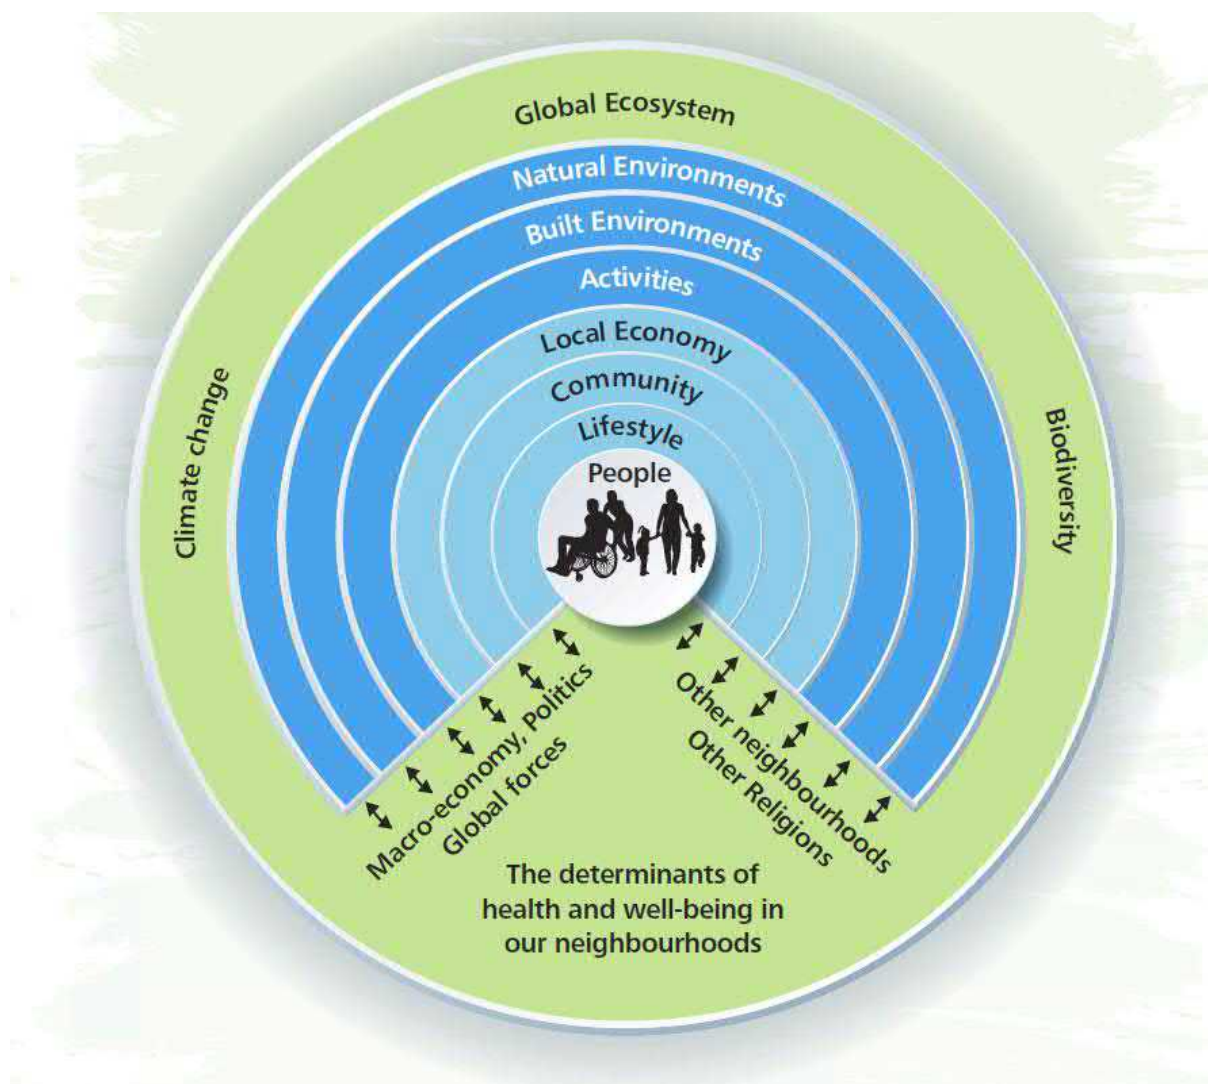 Global Ecosystem
Natural Environments
Built Environments
Activities
Local Economy
Community
Lifestyle
People
Climate change
Biodiversity
Macro-economy, Politics
Global forces
Other neighbourhoods
Other Religions
The determinants of
health and well-being in
our neighbourhoods